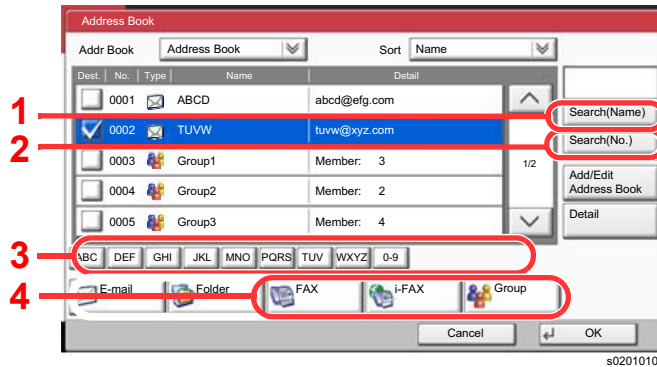 Address Book
Addr Book Address Book Sort Name
Dest. No. Type Name Detail
0001 ABCD abcd@efg.com
1 Search(Name)
0002 TUVW tuvw@xyz.com
2 Search(No.)
0003 Group1 Member: 3 1/2
Add/Edit
Address Book
0004 Group2 Member: 2
Detail
0005 Group3 Member: 4
3 ABC DEF GHI JKL MNO PQRS TUV WXYZ 0-9
4 E-mail Folder FAX i-FAX Group
Cancel OK
s0201010